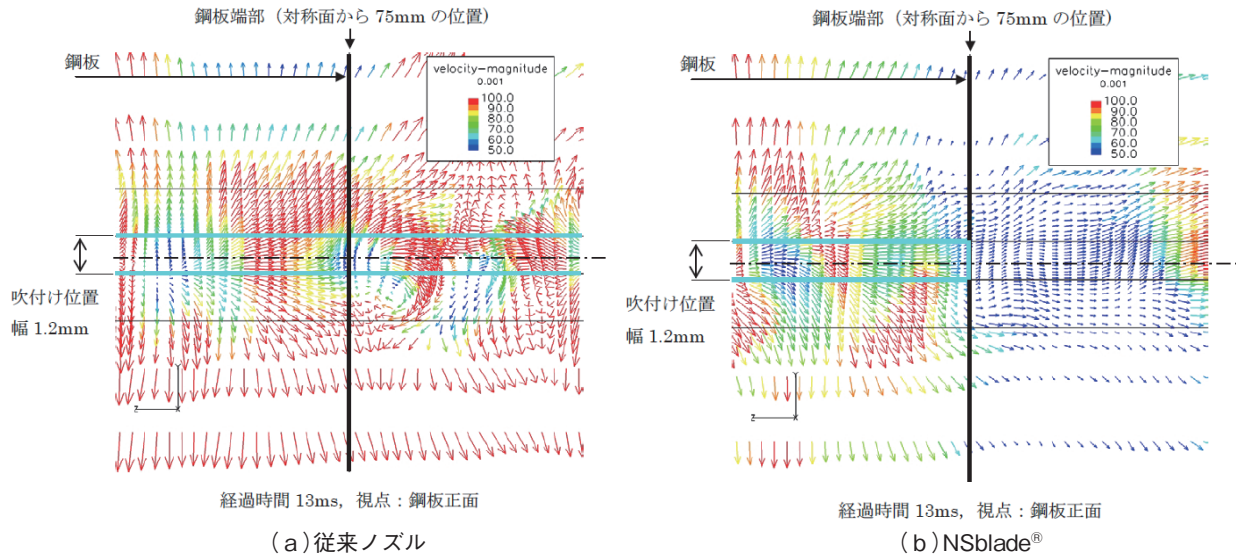 鋼板端部（対称面から 75mm の位置）
鋼板
velocity-magnitude
0.001
100.0
90.0
80.0
70.0
60.0
50.0
吹付け位置
幅 1.2mm
Z
Y
X
経過時間 13ms，視点：鋼板正面
（a）従来ノズル
鋼板端部（対称面から 75mm の位置）
鋼板
velocity-magnitude
0.001
100.0
90.0
80.0
70.0
60.0
50.0
吹付け位置
幅 1.2mm
Z
Y
X
経過時間 13ms，視点：鋼板正面
（b）NSblade®